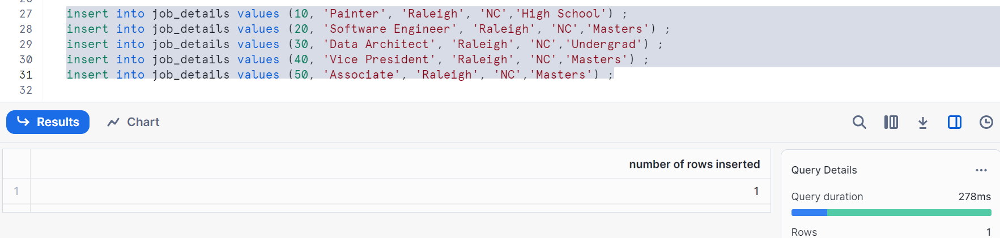 27 insert into job_details values (10, 'Painter', 'Raleigh', 'NC','High School') ;
28 insert into job_details values (20, 'Software Engineer', 'Raleigh', 'NC','Masters') ;
29 insert into job_details values (30, 'Data Architect', 'Raleigh', 'NC','Undergrad') ;
30 insert into job_details values (40, 'Vice President', 'Raleigh', 'NC','Masters') ;
31 insert into job_details values (50, 'Associate', 'Raleigh', 'NC','Masters') ;
32
Results Chart
number of rows inserted
1 1
Query Details ...
Query duration 278ms
Rows 1